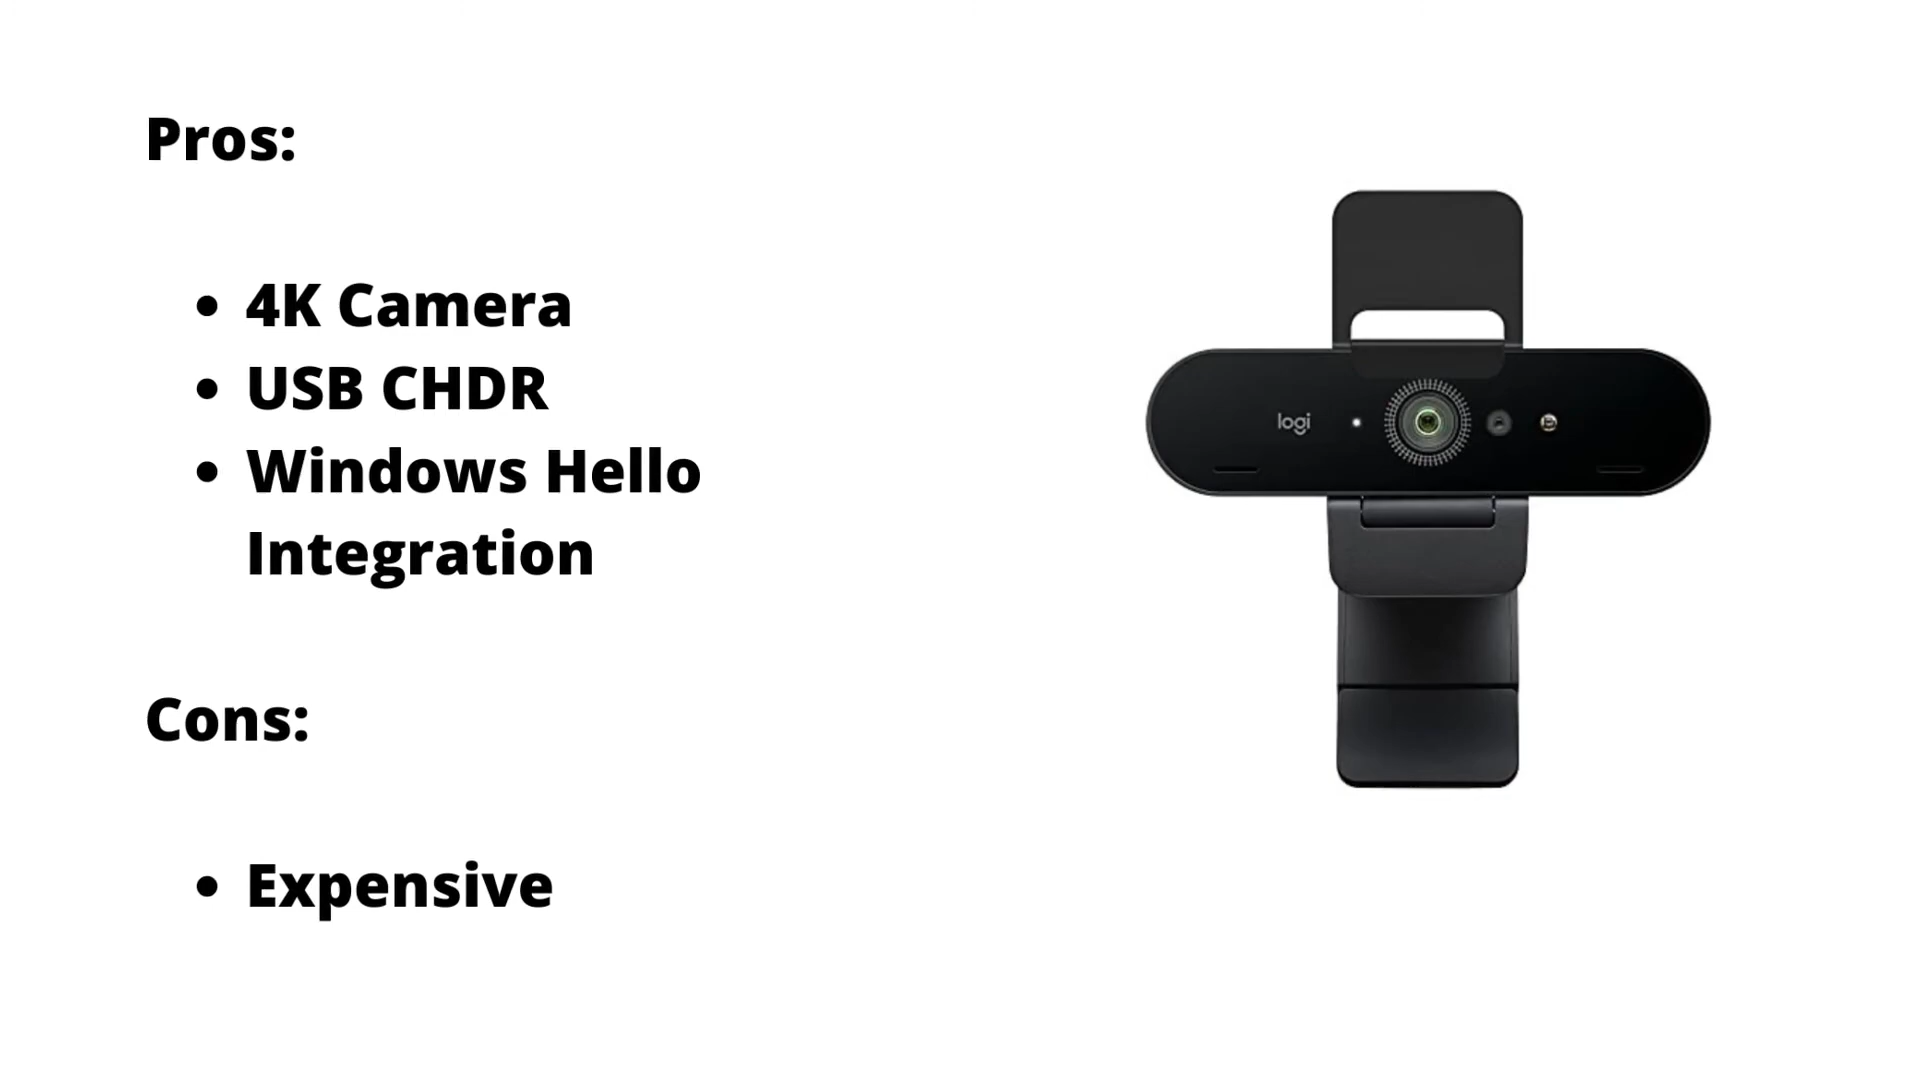 Pros:
4K Camera
USB CHDR
Windows Hello
Integration
Cons:
Expensive
logi